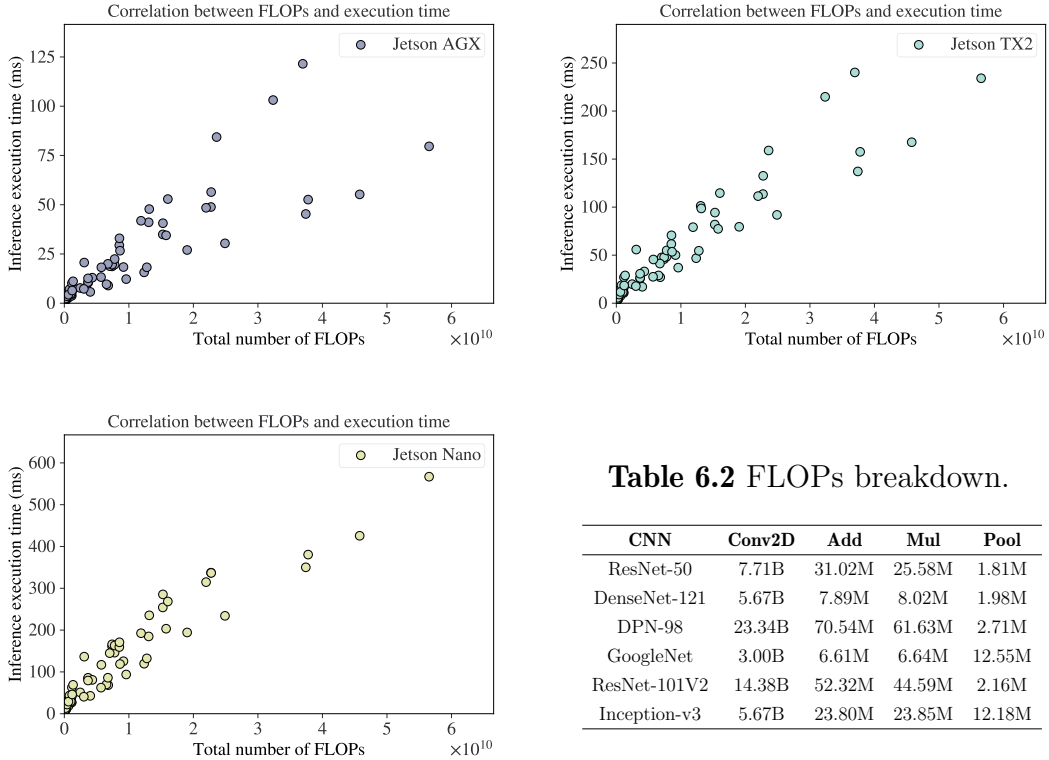 Correlation between FLOPs and execution time
Jetson AGX
Inference execution time (ms)
125
100
75
50
25
0
0 1 2 3 4 5 6
Total number of FLOPs
×10¹⁰
Correlation between FLOPs and execution time
Jetson TX2
Inference execution time (ms)
250
200
150
100
50
0
0 1 2 3 4 5 6
Total number of FLOPs
×10¹⁰
Correlation between FLOPs and execution time
Jetson Nano
Inference execution time (ms)
600
500
400
300
200
100
0
0 1 2 3 4 5 6
Total number of FLOPs
×10¹⁰
Table 6.2 FLOPs breakdown.
CNN Conv2D Add Mul Pool
ResNet-50 7.71B 31.02M 25.58M 1.81M
DenseNet-121 5.67B 7.89M 8.02M 1.98M
DPN-98 23.34B 70.54M 61.63M 2.71M
GoogleNet 3.00B 6.61M 6.64M 12.55M
ResNet-101V2 14.38B 52.32M 44.59M 2.16M
Inception-v3 5.67B 23.80M 23.85M 12.18M